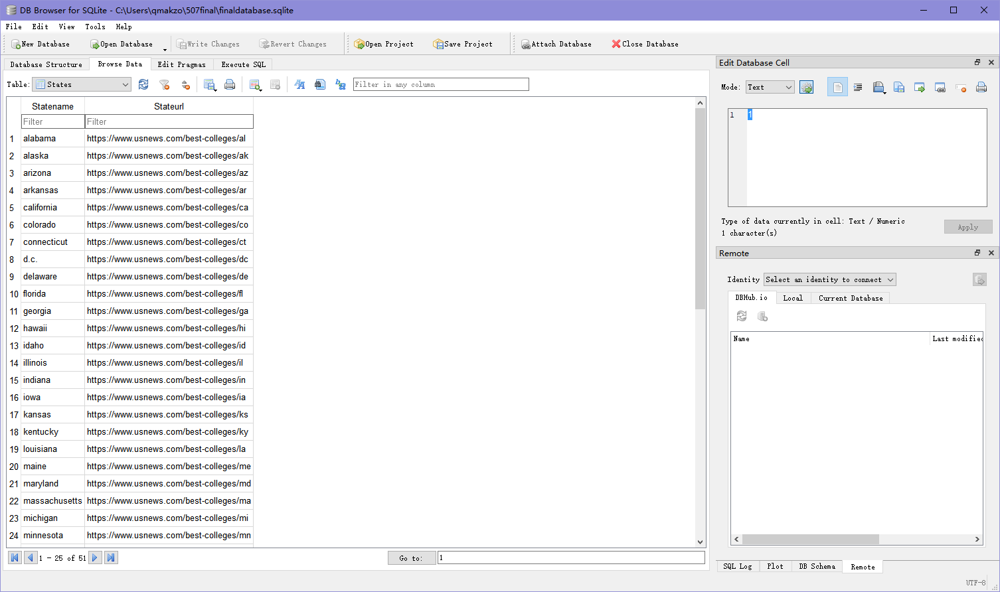 DB Browser for SQLite - C:\Users\qmakzo\507final\finaldatabase.sqlite
File Edit View Tools Help
New Database Open Database Write Changes Revert Changes Open Project Save Project Attach Database Close Database
Database Structure Browse Data Edit Pragmas Execute SQL
Table: States Filter in any column
Statename Stateurl
Filter Filter
1 alabama https://www.usnews.com/best-colleges/al
2 alaska https://www.usnews.com/best-colleges/ak
3 arizona https://www.usnews.com/best-colleges/az
4 arkansas https://www.usnews.com/best-colleges/ar
5 california https://www.usnews.com/best-colleges/ca
6 colorado https://www.usnews.com/best-colleges/co
7 connecticut https://www.usnews.com/best-colleges/ct
8 d.c. https://www.usnews.com/best-colleges/dc
9 delaware https://www.usnews.com/best-colleges/de
10 florida https://www.usnews.com/best-colleges/fl
11 georgia https://www.usnews.com/best-colleges/ga
12 hawaii https://www.usnews.com/best-colleges/hi
13 idaho https://www.usnews.com/best-colleges/id
14 illinois https://www.usnews.com/best-colleges/il
15 indiana https://www.usnews.com/best-colleges/in
16 iowa https://www.usnews.com/best-colleges/ia
17 kansas https://www.usnews.com/best-colleges/ks
18 kentucky https://www.usnews.com/best-colleges/ky
19 louisiana https://www.usnews.com/best-colleges/la
20 maine https://www.usnews.com/best-colleges/me
21 maryland https://www.usnews.com/best-colleges/md
22 massachusetts https://www.usnews.com/best-colleges/ma
23 michigan https://www.usnews.com/best-colleges/mi
24 minnesota https://www.usnews.com/best-colleges/mn
1 - 25 of 51 Go to: 1
Edit Database Cell
Mode: Text
1 1
Type of data currently in cell: Text / Numeric
1 character(s)
Apply
Remote
Identity Select an identity to connect
DBHub.io Local Current Database
Name Last modified
SQL Log Plot DB Schema Remote
UTF-8